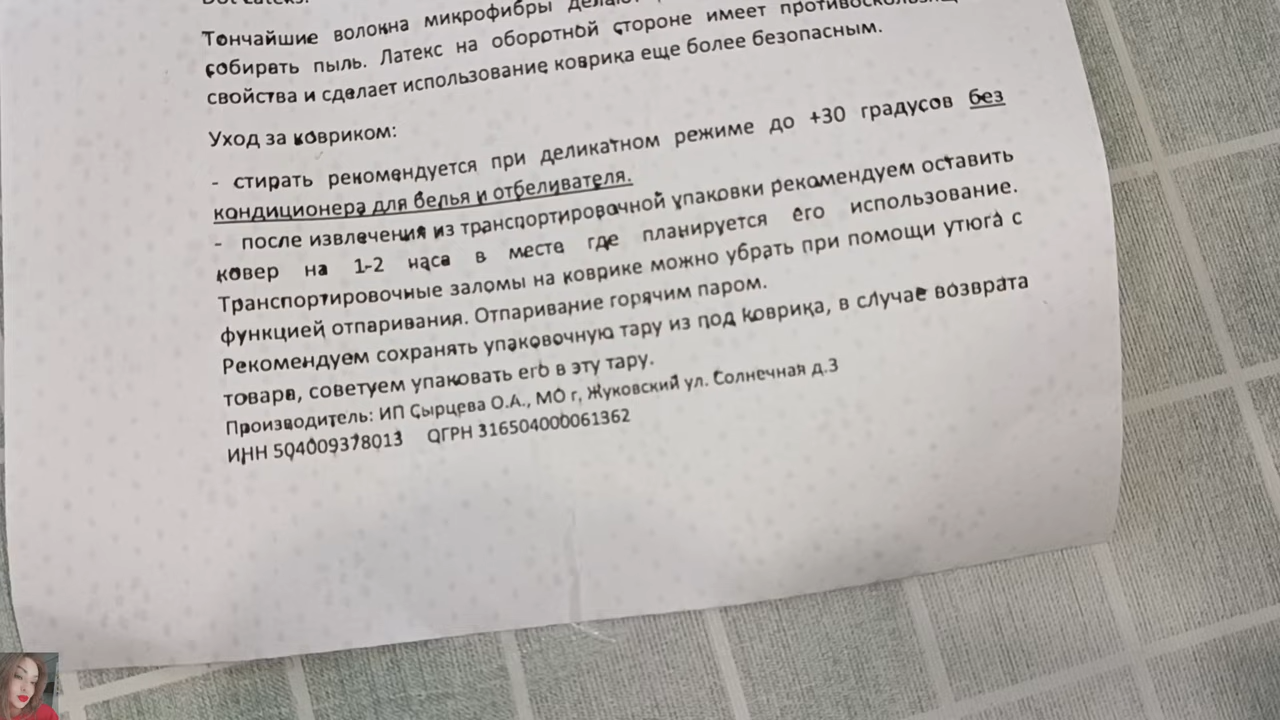 Тончайшие волокна микрофибры делают
собирать пыль. Латекс на оборотной стороне имеет
свойства и сделает использование коврика еще более безопасным.
Уход за ковриком:
- стирать рекомендуется при деликатном режиме до +30 градусов без
кондиционера для белья и отбеливателя.
- после извлечения из транспортировочной упаковки рекомендуем оставить
ковер на 1-2 часа в месте где планируется его использование.
Транспортировочные заломы на коврике можно убрать при помощи утюга с
функцией отпаривания. Отпаривание горячим паром.
Рекомендуем сохранять упаковочную тару из под коврика, в случае возврата
товара, советуем упаковать его в эту тару.
Производитель: ИП Сырцева О.А., МО г. Жуковский ул. Солнечная д.3
ИНН 504009378013 ОГРН 316504000061362